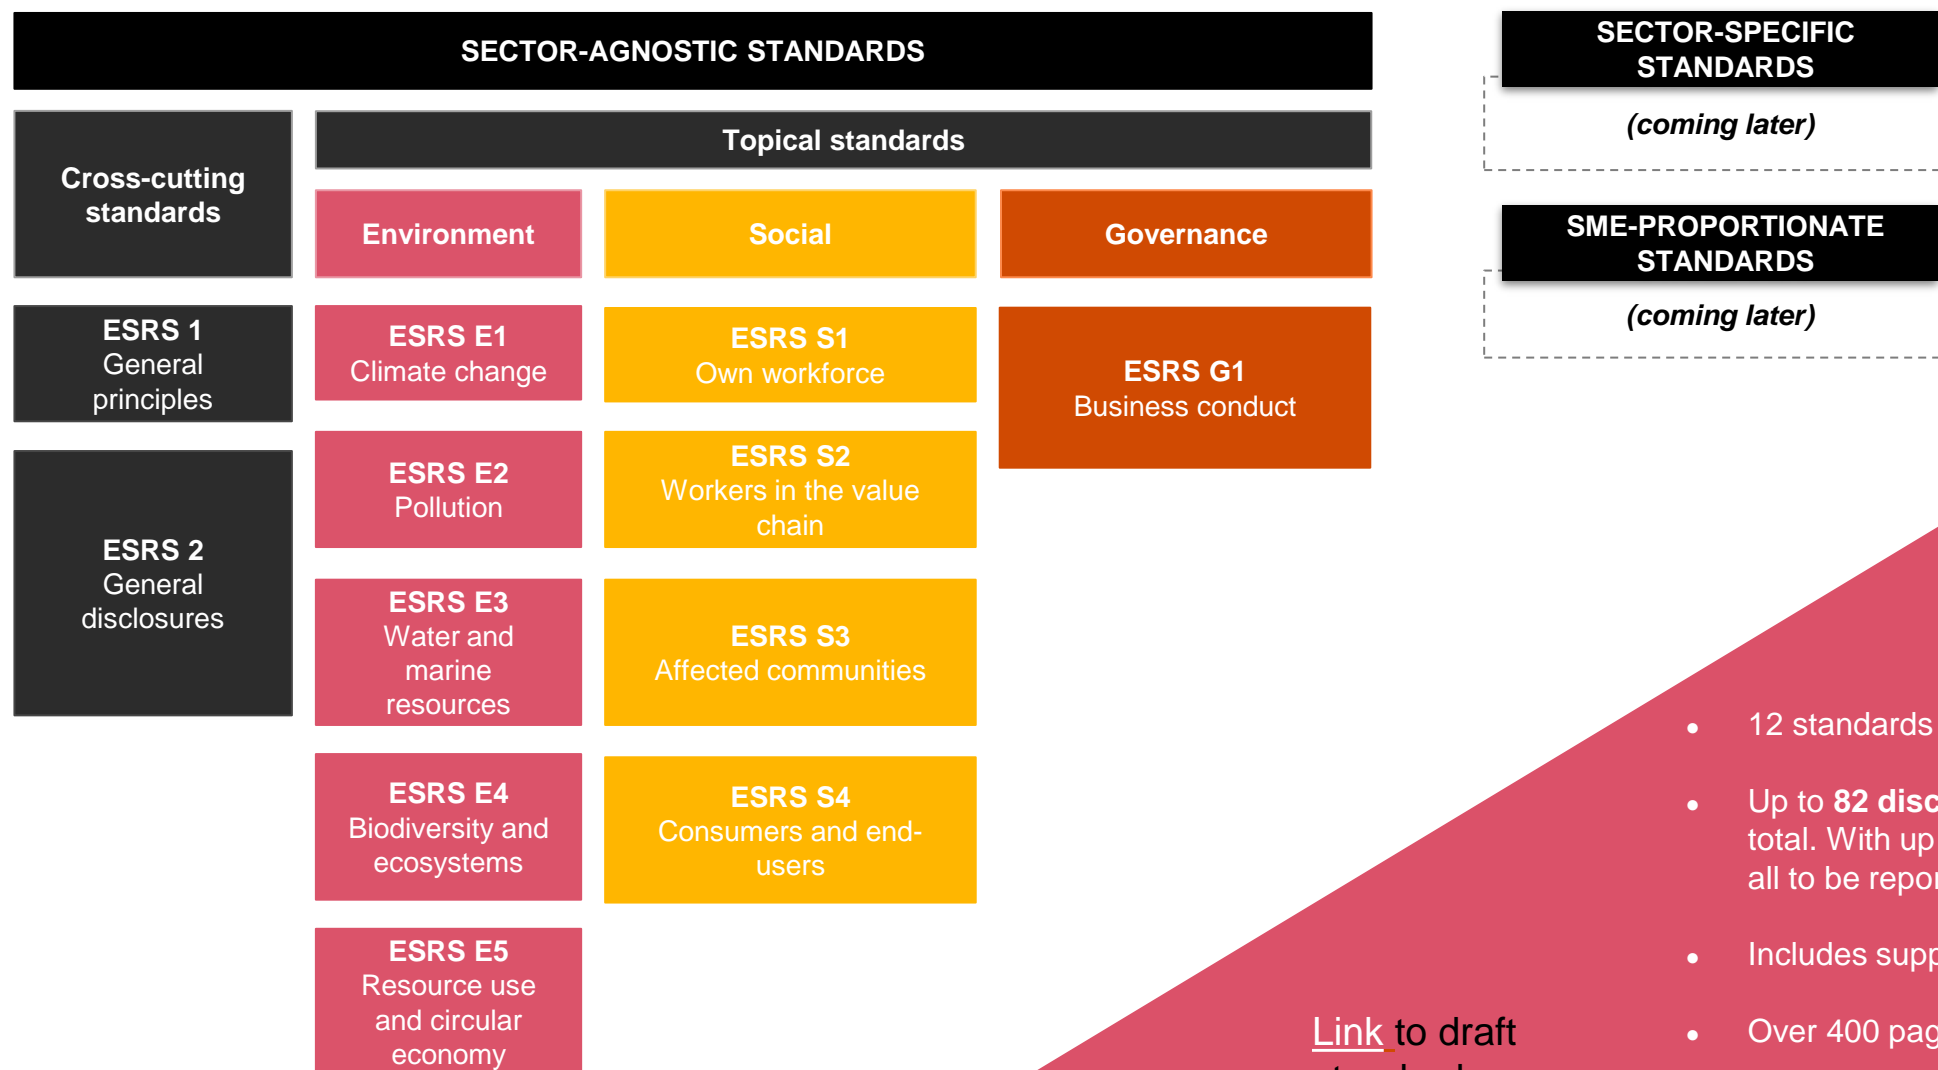 SECTOR-AGNOSTIC STANDARDS
Cross-cutting
standards
Topical standards
Environment
Social
Governance
ESRS 1
General
principles
ESRS 2
General
disclosures
ESRS E1
Climate change
ESRS E2
Pollution
ESRS E3
Water and
marine
resources
ESRS E4
Biodiversity and
ecosystems
ESRS E5
Resource use
and circular
economy
ESRS S1
Own workforce
ESRS S2
Workers in the value
chain
ESRS S3
Affected communities
ESRS S4
Consumers and end-
users
ESRS G1
Business conduct
SECTOR-SPECIFIC
STANDARDS
(coming later)
SME-PROPORTIONATE
STANDARDS
(coming later)
• 12 standards
• Up to 82 disc
total. With up
all to be repor
• Includes supp
• Over 400 pag
Link to draft